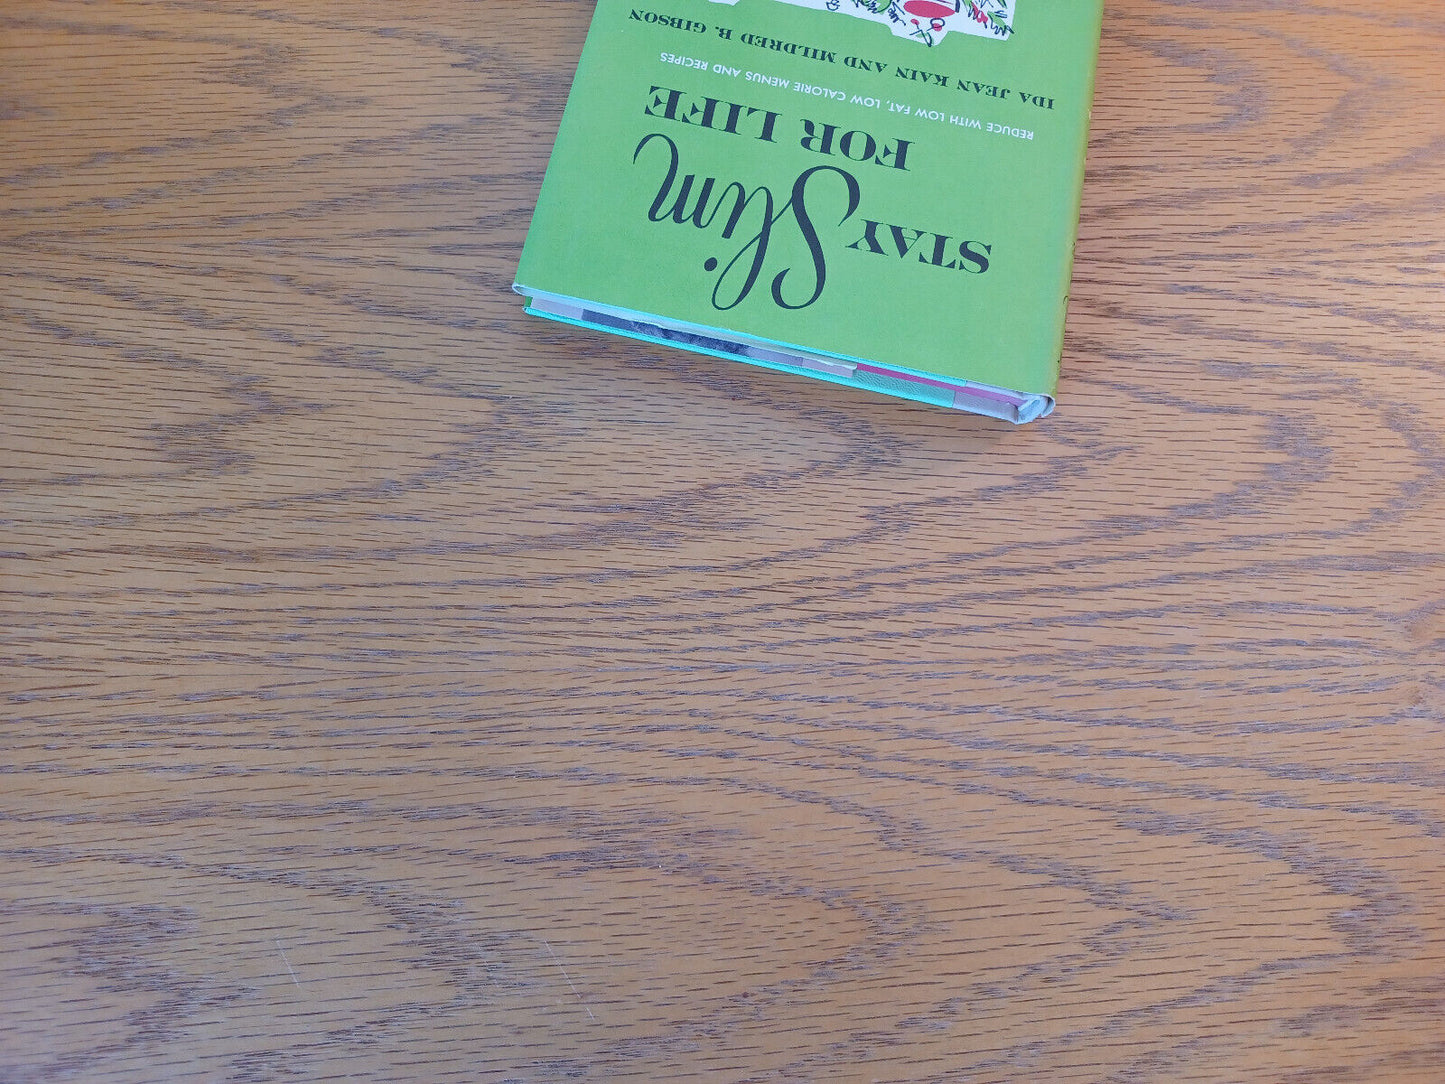 STAY Slim
FOR LIFE
REDUCE WITH LOW FAT, LOW CALORIE MENUS AND RECIPES
IDA JEAN KAIN AND MILDRED B. GIBSON